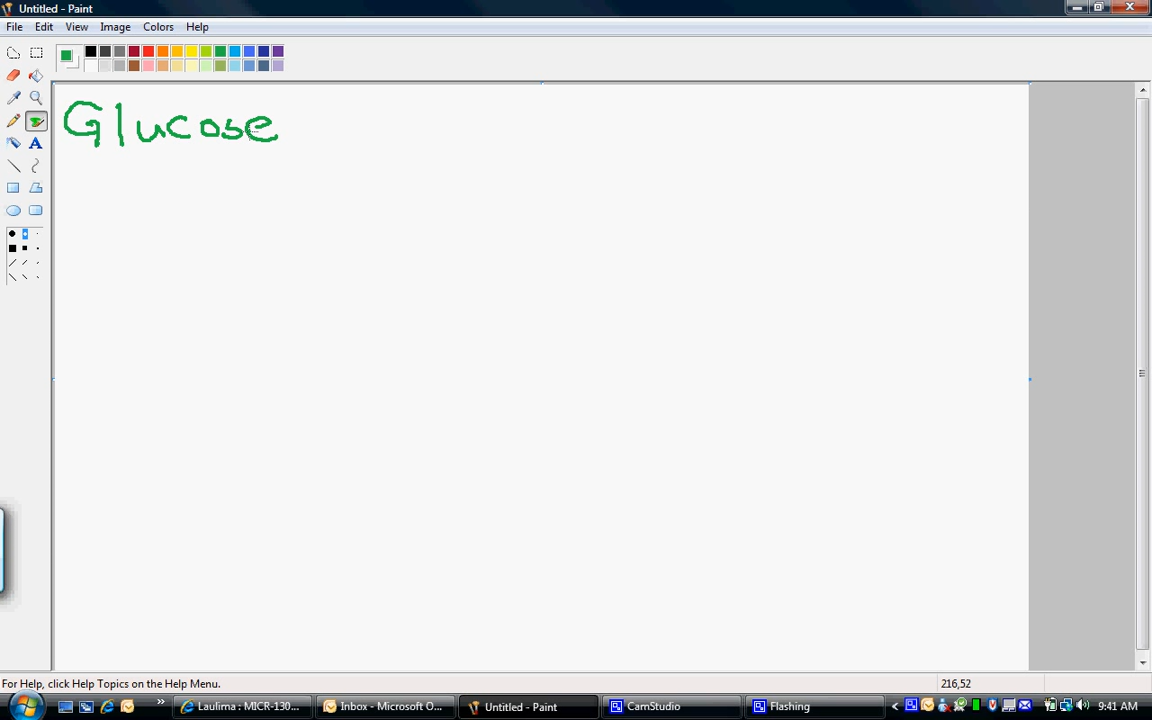 Untitled - Paint
File Edit View Image Colors Help
Glucose
For Help, click Help Topics on the Help Menu.
216,52
Laulima : MICR-130...
Inbox - Microsoft O...
Untitled - Paint
CamStudio
Flashing
9:41 AM